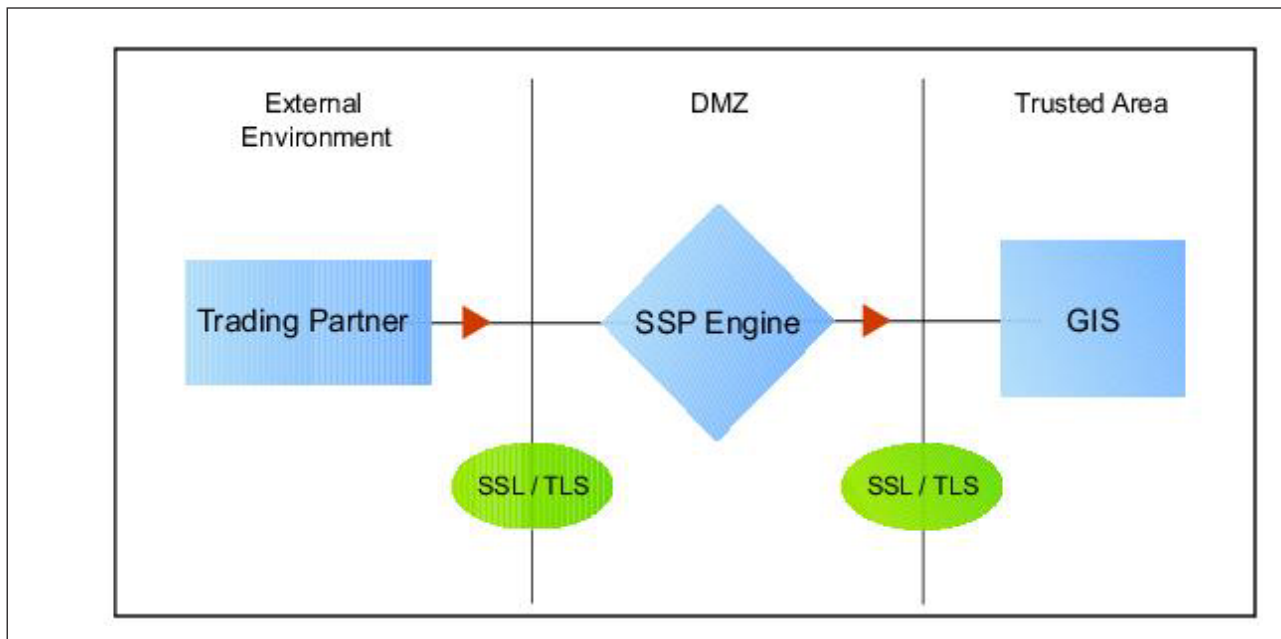 External
Environment
DMZ
Trusted Area
Trading Partner
SSP Engine
GIS
SSL / TLS
SSL / TLS